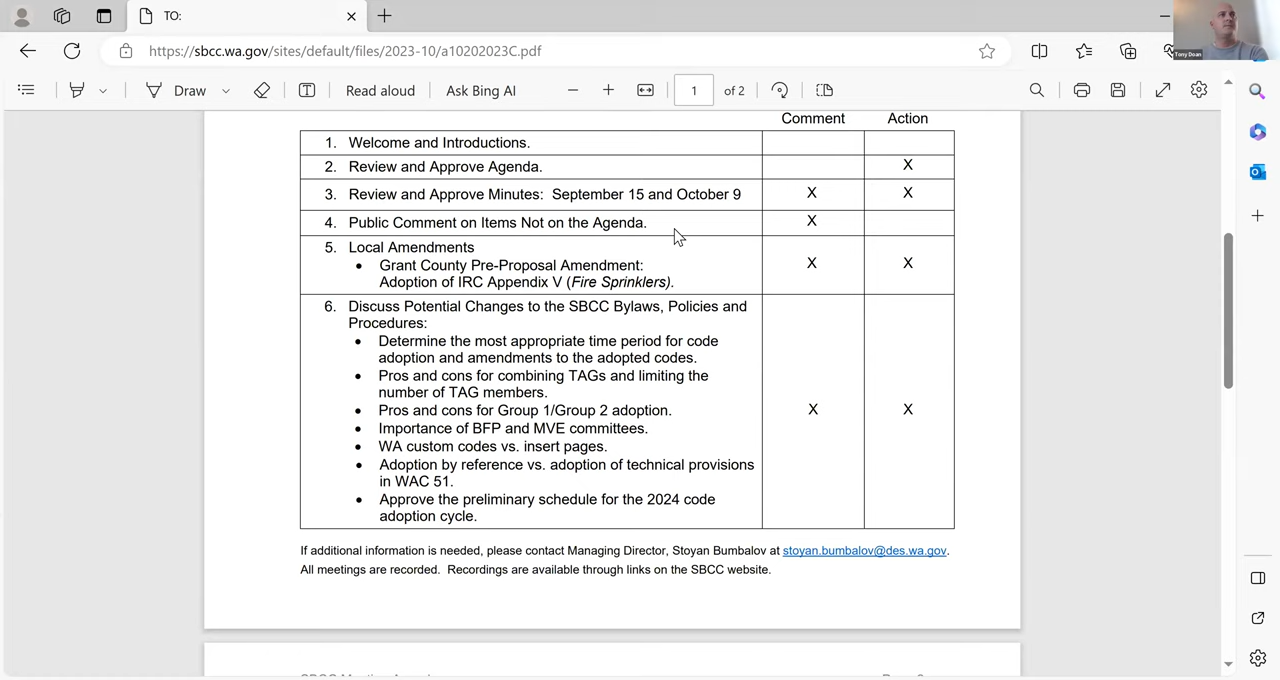 TO:
https://sbcc.wa.gov/sites/default/files/2023-10/a10202023C.pdf
Tony Doan
Draw
Read aloud
Ask Bing AI
1 of 2
Comment Action
1. Welcome and Introductions.
2. Review and Approve Agenda. X
3. Review and Approve Minutes: September 15 and October 9 X X
4. Public Comment on Items Not on the Agenda. X
5. Local Amendments
• Grant County Pre-Proposal Amendment: X X
Adoption of IRC Appendix V (Fire Sprinklers).
6. Discuss Potential Changes to the SBCC Bylaws, Policies and
Procedures:
• Determine the most appropriate time period for code
adoption and amendments to the adopted codes.
• Pros and cons for combining TAGs and limiting the
number of TAG members.
• Pros and cons for Group 1/Group 2 adoption. X X
• Importance of BFP and MVE committees.
• WA custom codes vs. insert pages.
• Adoption by reference vs. adoption of technical provisions
in WAC 51.
• Approve the preliminary schedule for the 2024 code
adoption cycle.
If additional information is needed, please contact Managing Director, Stoyan Bumbalov at stoyan.bumbalov@des.wa.gov.
All meetings are recorded. Recordings are available through links on the SBCC website.